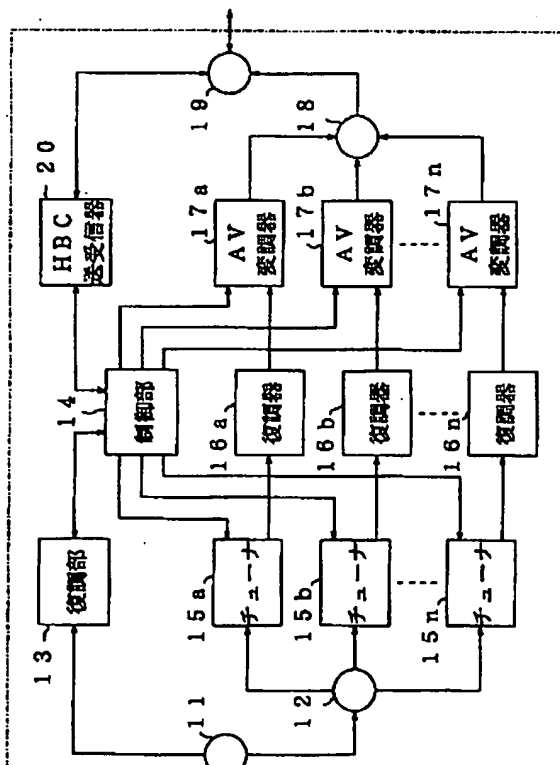 11
12
13
復調部
14
制御部
20
HBC
送受信器
19
18
15a
チューナ
15b
チューナ
15n
チューナ
16a
復調器
16b
復調器
16n
復調器
17a
AV
変調器
17b
AV
変調器
17n
AV
変調器